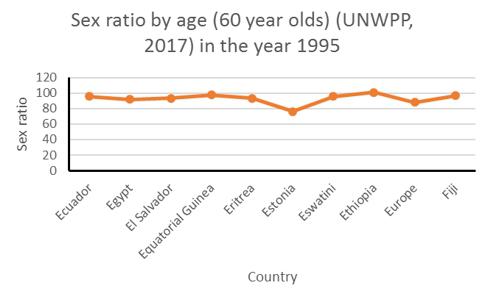 Sex ratio by age (60 year olds) (UNWPP,
2017) in the year 1995
120
100
80
60
40
20
0
Sex ratio
Ecuador
Egypt
El Salvador
Equatorial Guinea
Eritrea
Estonia
Eswatini
Ethiopia
Europe
Fiji
Country